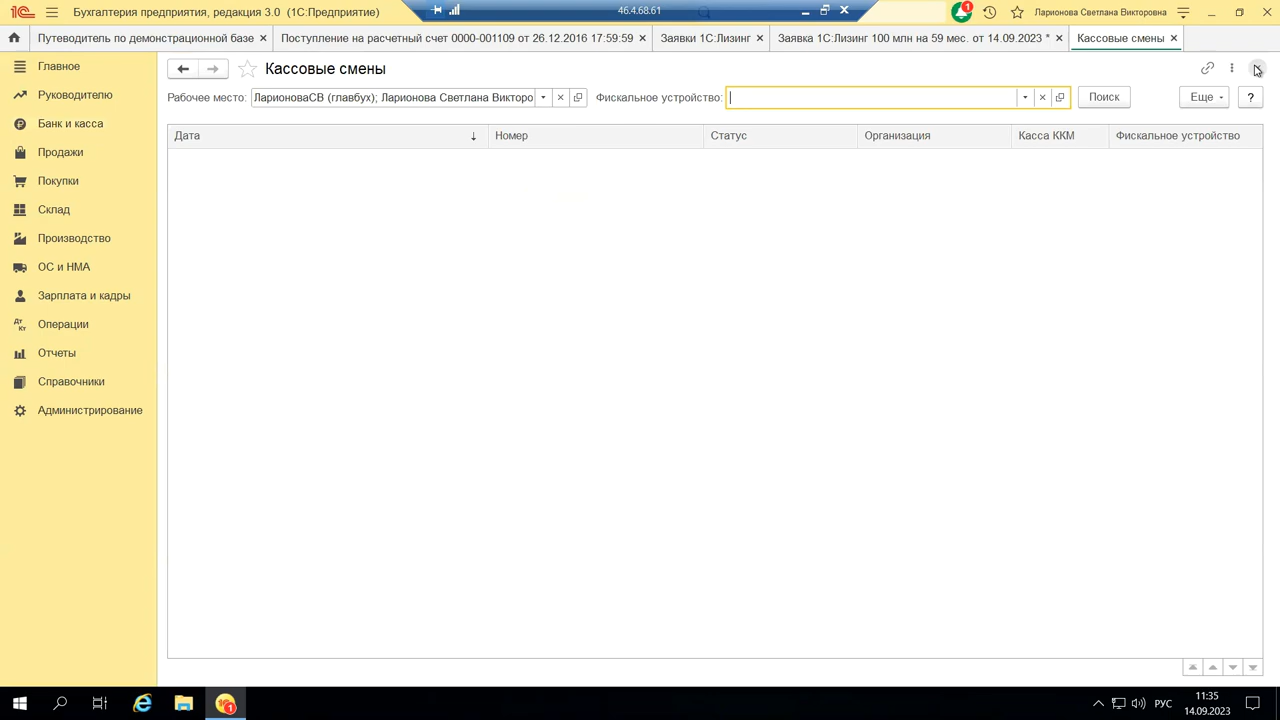 Бухгалтерия предприятия, редакция 3.0 (1С:Предприятие)
46.4.68.61
1
Ларионова Светлана Викторовна
Путеводитель по демонстрационной базе
Поступление на расчетный счет 0000-001109 от 26.12.2016 17:59:59
Заявки 1С:Лизинг
Заявка 1С:Лизинг 100 млн на 59 мес. от 14.09.2023 *
Кассовые смены
Главное
Руководителю
Банк и касса
Продажи
Покупки
Склад
Производство
ОС и НМА
Зарплата и кадры
Операции
Отчеты
Справочники
Администрирование
Кассовые смены
Рабочее место: ЛарионоваСВ (главбух); Ларионова Светлана Викторо
Фискальное устройство:
Поиск
Еще
?
Дата
Номер
Статус
Организация
Касса ККМ
Фискальное устройство
РУС
11:35
14.09.2023